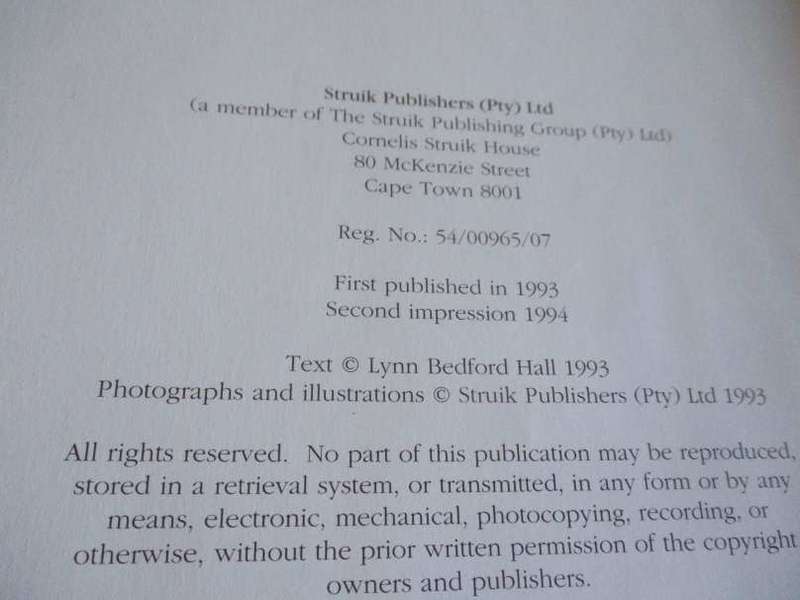 Struik Publishers (Pty) Ltd
(a member of The Struik Publishing Group (Pty) Ltd)
Cornelis Struik House
80 McKenzie Street
Cape Town 8001
Reg. No.: 54/00965/07
First published in 1993
Second impression 1994
Text © Lynn Bedford Hall 1993
Photographs and illustrations © Struik Publishers (Pty) Ltd 1993
All rights reserved. No part of this publication may be reproduced,
stored in a retrieval system, or transmitted, in any form or by any
means, electronic, mechanical, photocopying, recording, or
otherwise, without the prior written permission of the copyright
owners and publishers.